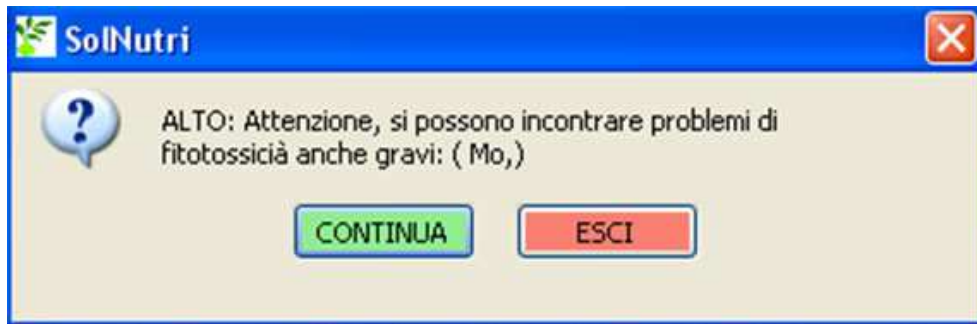 SolNutri
ALTO: Attenzione, si possono incontrare problemi di
fitotossicià anche gravi: ( Mo,)
CONTINUA ESCI